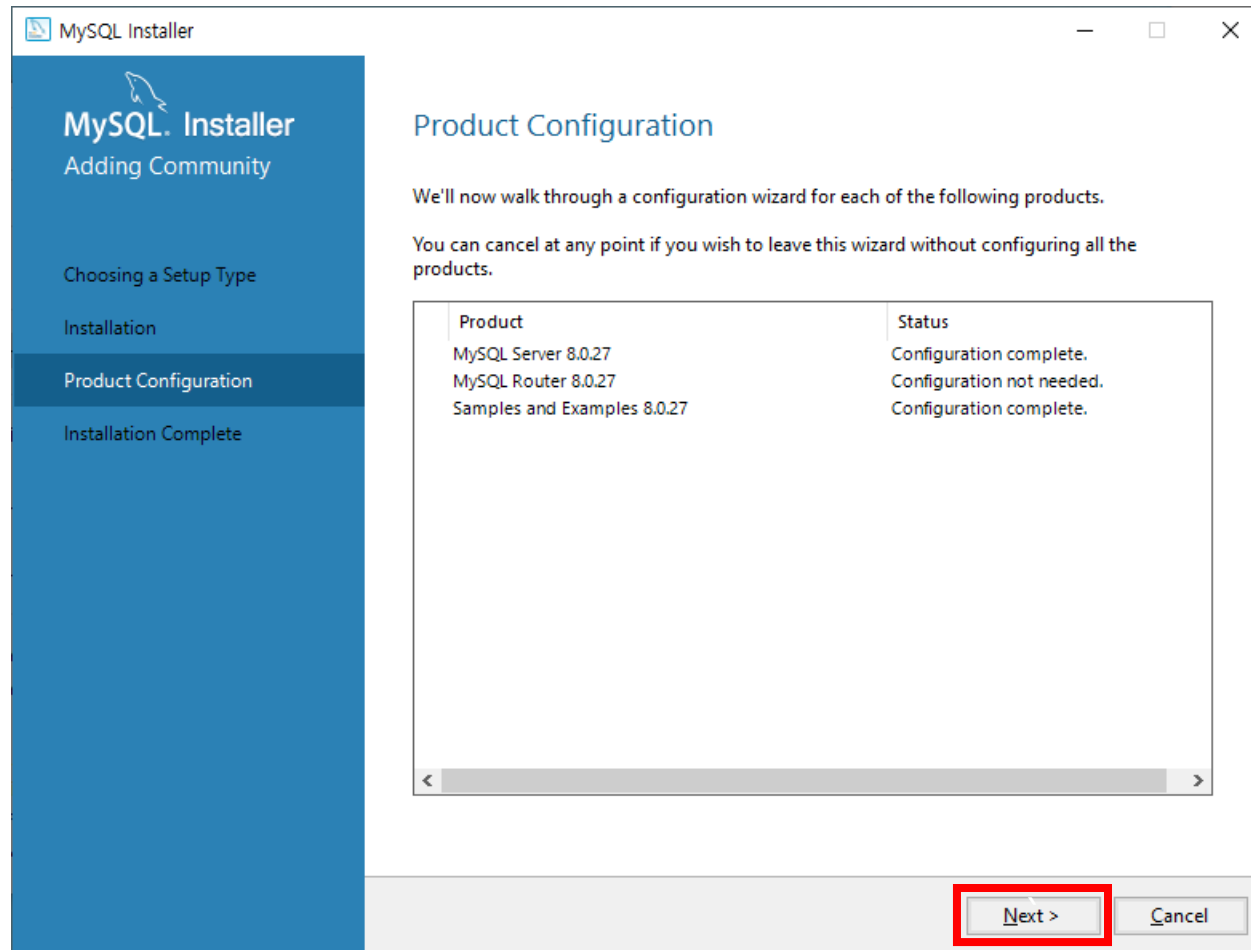 MySQL Installer
MySQL. Installer
Adding Community
Choosing a Setup Type
Installation
Product Configuration
Installation Complete
Product Configuration
We'll now walk through a configuration wizard for each of the following products.
You can cancel at any point if you wish to leave this wizard without configuring all the
products.
Product Status
MySQL Server 8.0.27 Configuration complete.
MySQL Router 8.0.27 Configuration not needed.
Samples and Examples 8.0.27 Configuration complete.
Next >
Cancel